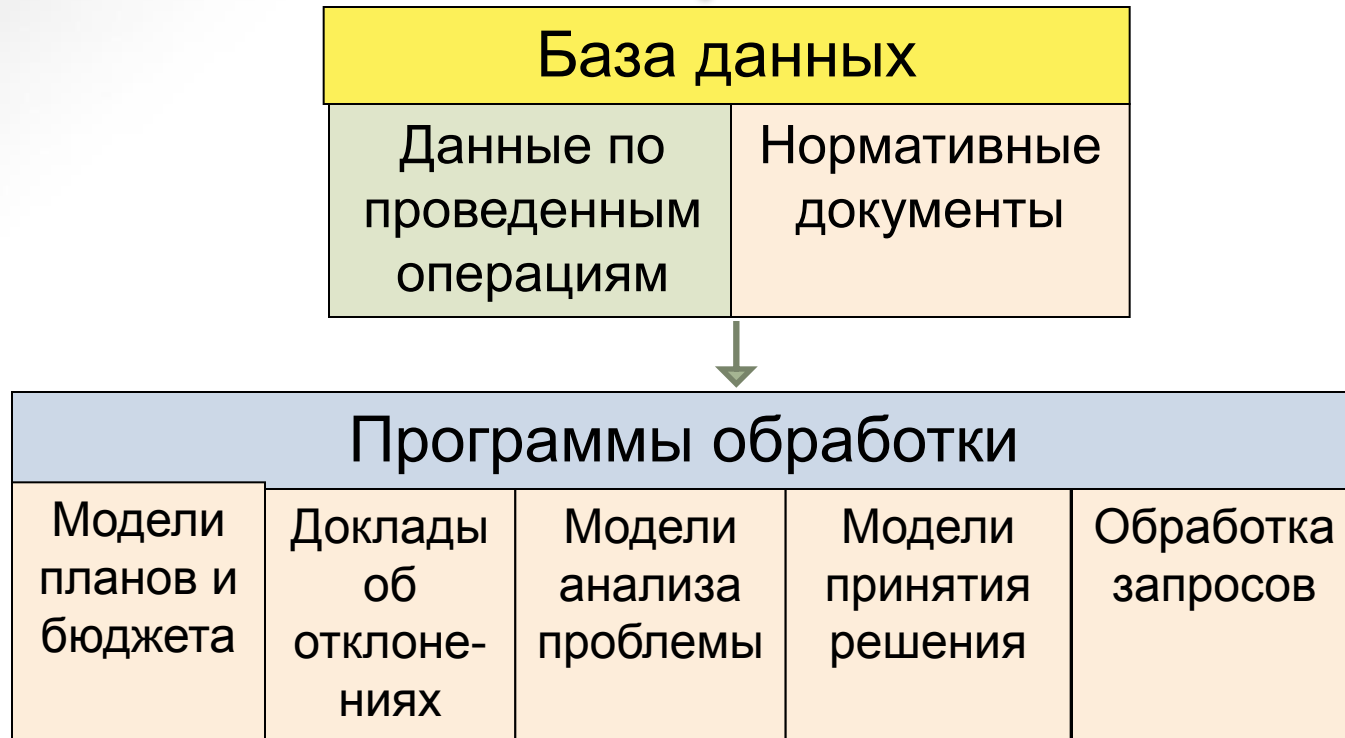 База данных
Данные по
проведенным
операциям
Нормативные
документы
Программы обработки
Модели
планов и
бюджета
Доклады
об
отклоне-
ниях
Модели
анализа
проблемы
Модели
принятия
решения
Обработка
запросов